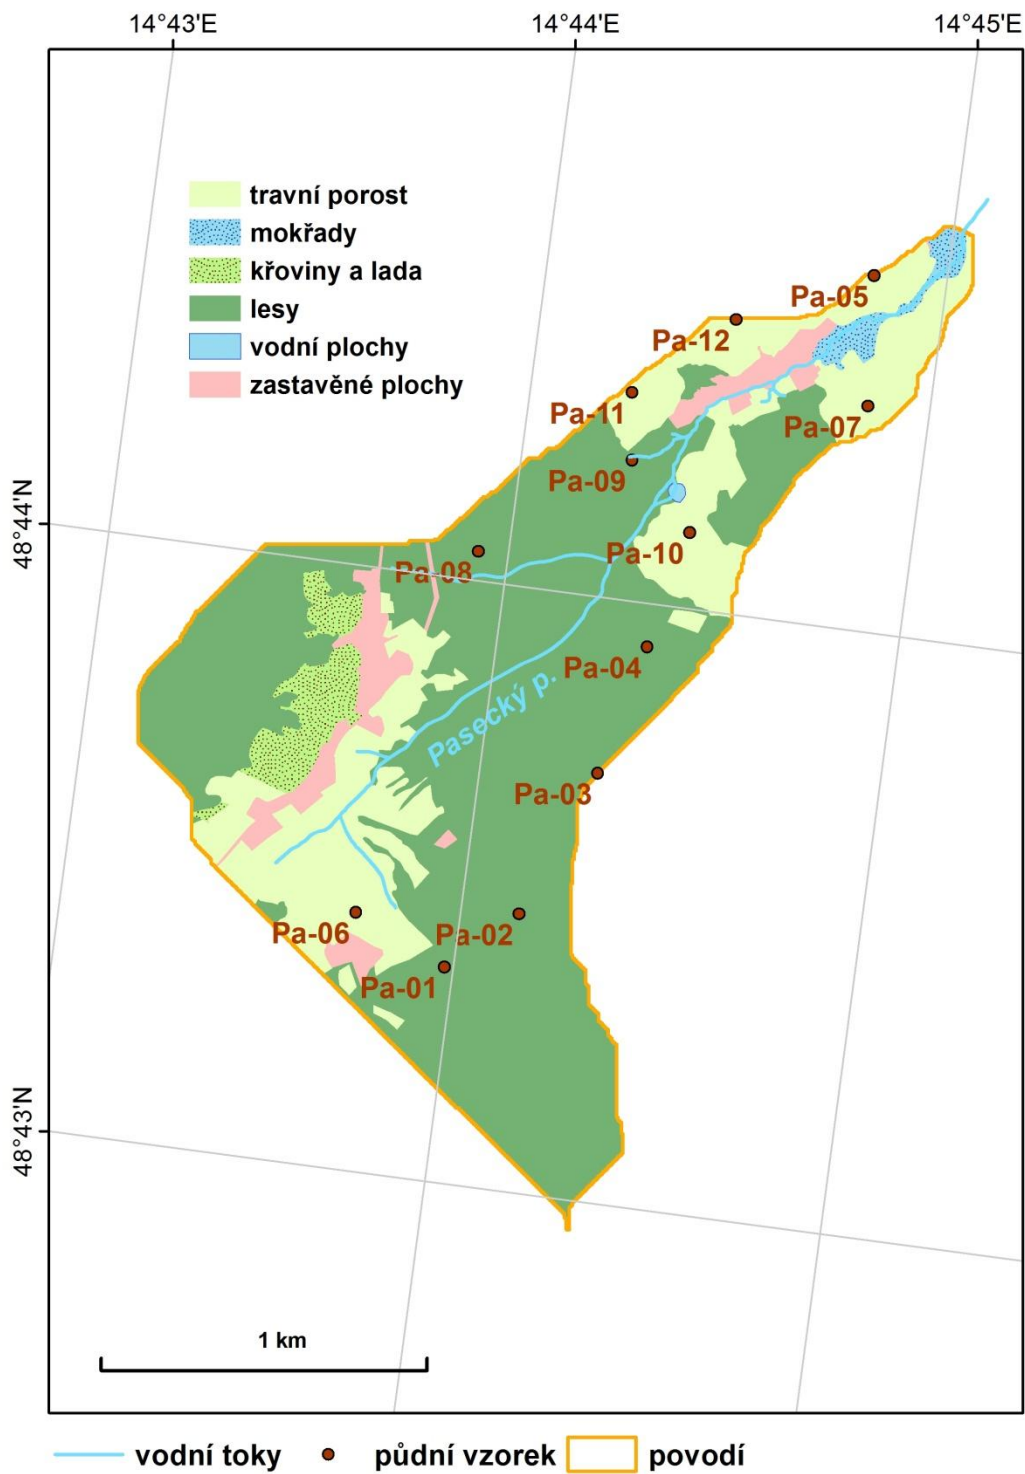 14°43'E
14°44'E
14°45'E
travní porost
mokřady
křoviny a lada
lesy
vodní plochy
zastavěné plochy
Pa-05
Pa-12
Pa-11
Pa-07
Pa-09
48°44'N
Pa-10
Pa-08
Pa-04
Pasecký p.
Pa-03
Pa-06
Pa-02
Pa-01
48°43'N
1 km
vodní toky
půdní vzorek
povodí